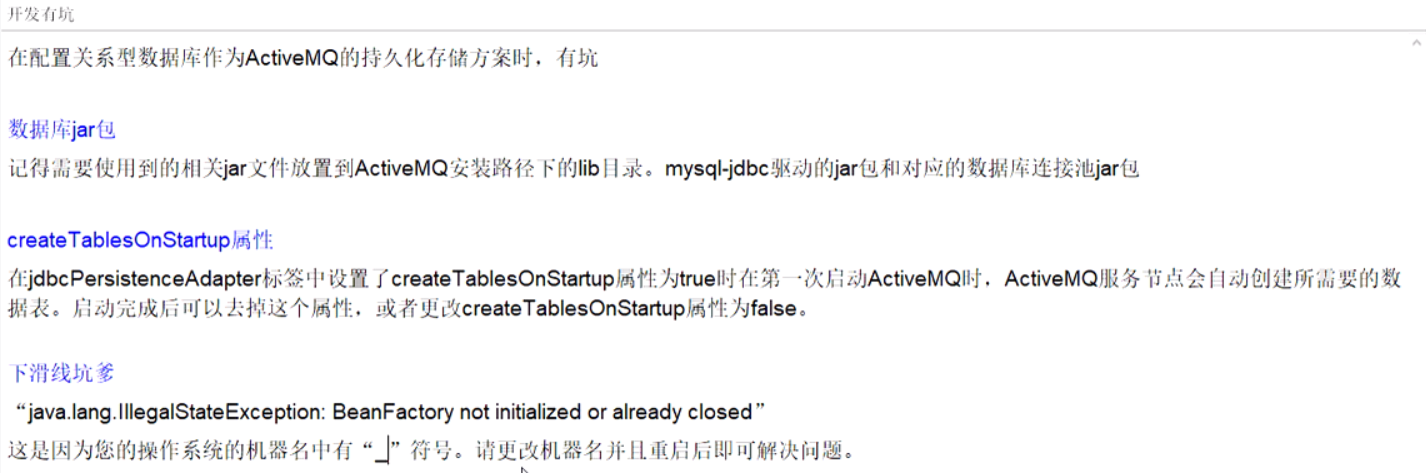 开发有坑
在配置关系型数据库作为ActiveMQ的持久化存储方案时，有坑
数据库jar包
记得需要使用到的相关jar文件放置到ActiveMQ安装路径下的lib目录。mysql-jdbc驱动的jar包和对应的数据库连接池jar包
createTablesOnStartup属性
在jdbcPersistenceAdapter标签中设置了createTablesOnStartup属性为true时在第一次启动ActiveMQ时，ActiveMQ服务节点会自动创建所需要的数
据表。启动完成后可以去掉这个属性，或者更改createTablesOnStartup属性为false。
下滑线坑爹
“java.lang.IllegalStateException: BeanFactory not initialized or already closed”
这是因为您的操作系统的机器名中有“_”符号。请更改机器名并且重启后即可解决问题。